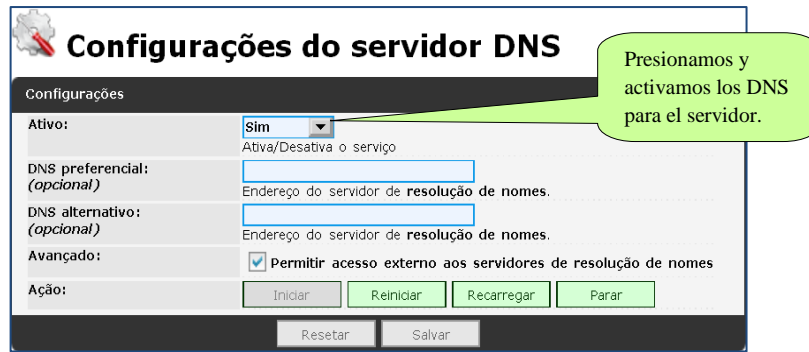 Configurações do servidor DNS
Presionamos y
activamos los DNS
para el servidor.
Configurações
Ativo:
Sim
Ativa/Desativa o serviço
DNS preferencial:
(opcional)
Endereço do servidor de resolução de nomes.
DNS alternativo:
(opcional)
Endereço do servidor de resolução de nomes.
Avançado:
Permitir acesso externo aos servidores de resolução de nomes
Ação:
Iniciar Reiniciar Recarregar Parar
Resetar Salvar